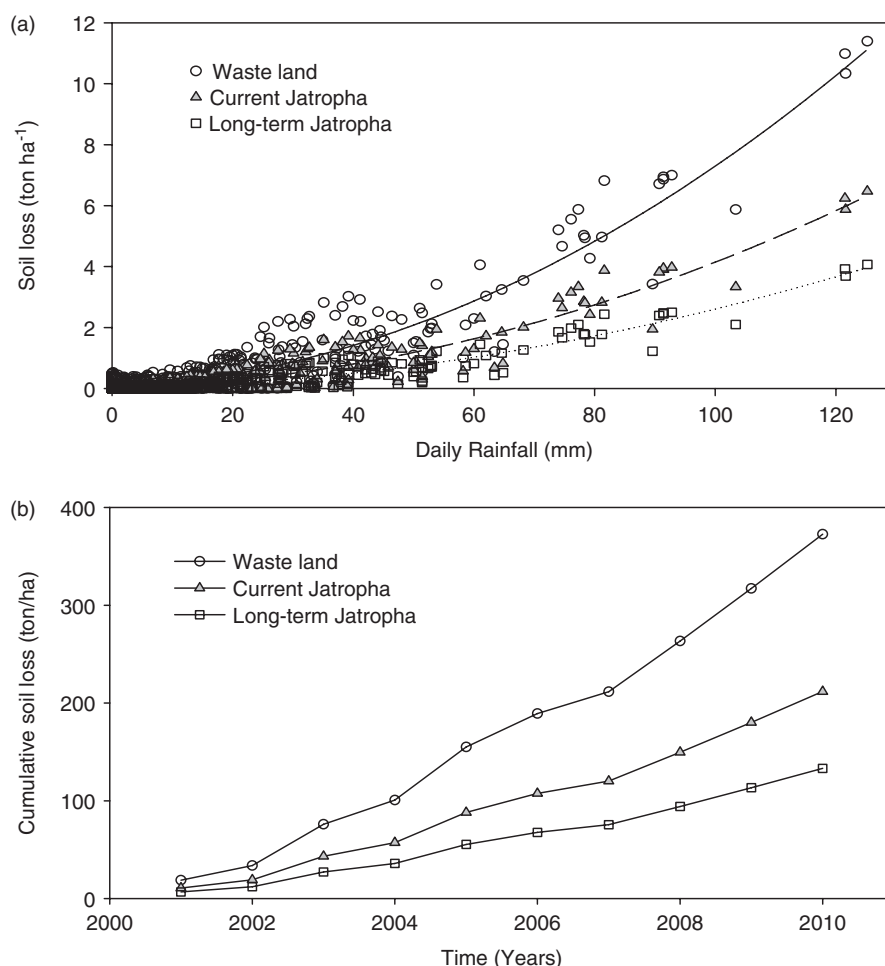 (a)
12
10
8
6
4
2
0
Soil loss (ton ha⁻¹)
Waste land
Current Jatropha
Long-term Jatropha
0 20 40 60 80 100 120
Daily Rainfall (mm)
(b)
400
300
200
100
0
Cumulative soil loss (ton/ha)
Waste land
Current Jatropha
Long-term Jatropha
2000 2002 2004 2006 2008 2010
Time (Years)